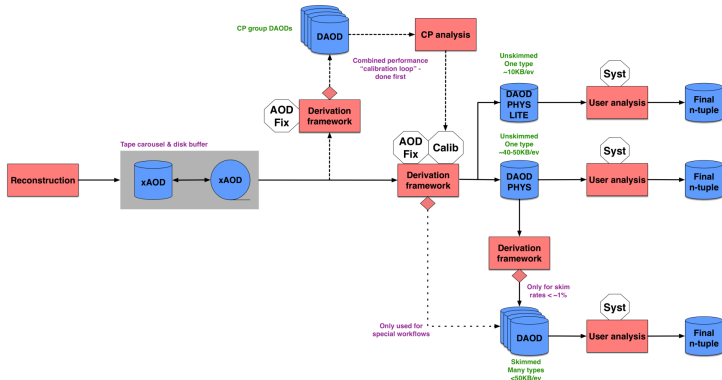 CP group DAODs
DAOD
CP analysis
Combined performance
"calibration loop" -
done first
AOD
Fix
Derivation
framework
Unskimmed
One type
~10KB/ev
DAOD
PHYS
LITE
Syst
User analysis
Final
n-tuple
Tape carousel & disk buffer
Reconstruction
xAOD
xAOD
AOD
Fix
Calib
Derivation
framework
Unskimmed
One type
~40-50KB/ev
DAOD
PHYS
Syst
User analysis
Final
n-tuple
Derivation
framework
Only for skim
rates < ~1%
Only used for
special workflows
DAOD
Skimmed
Many types
<50KB/ev
Syst
User analysis
Final
n-tuple